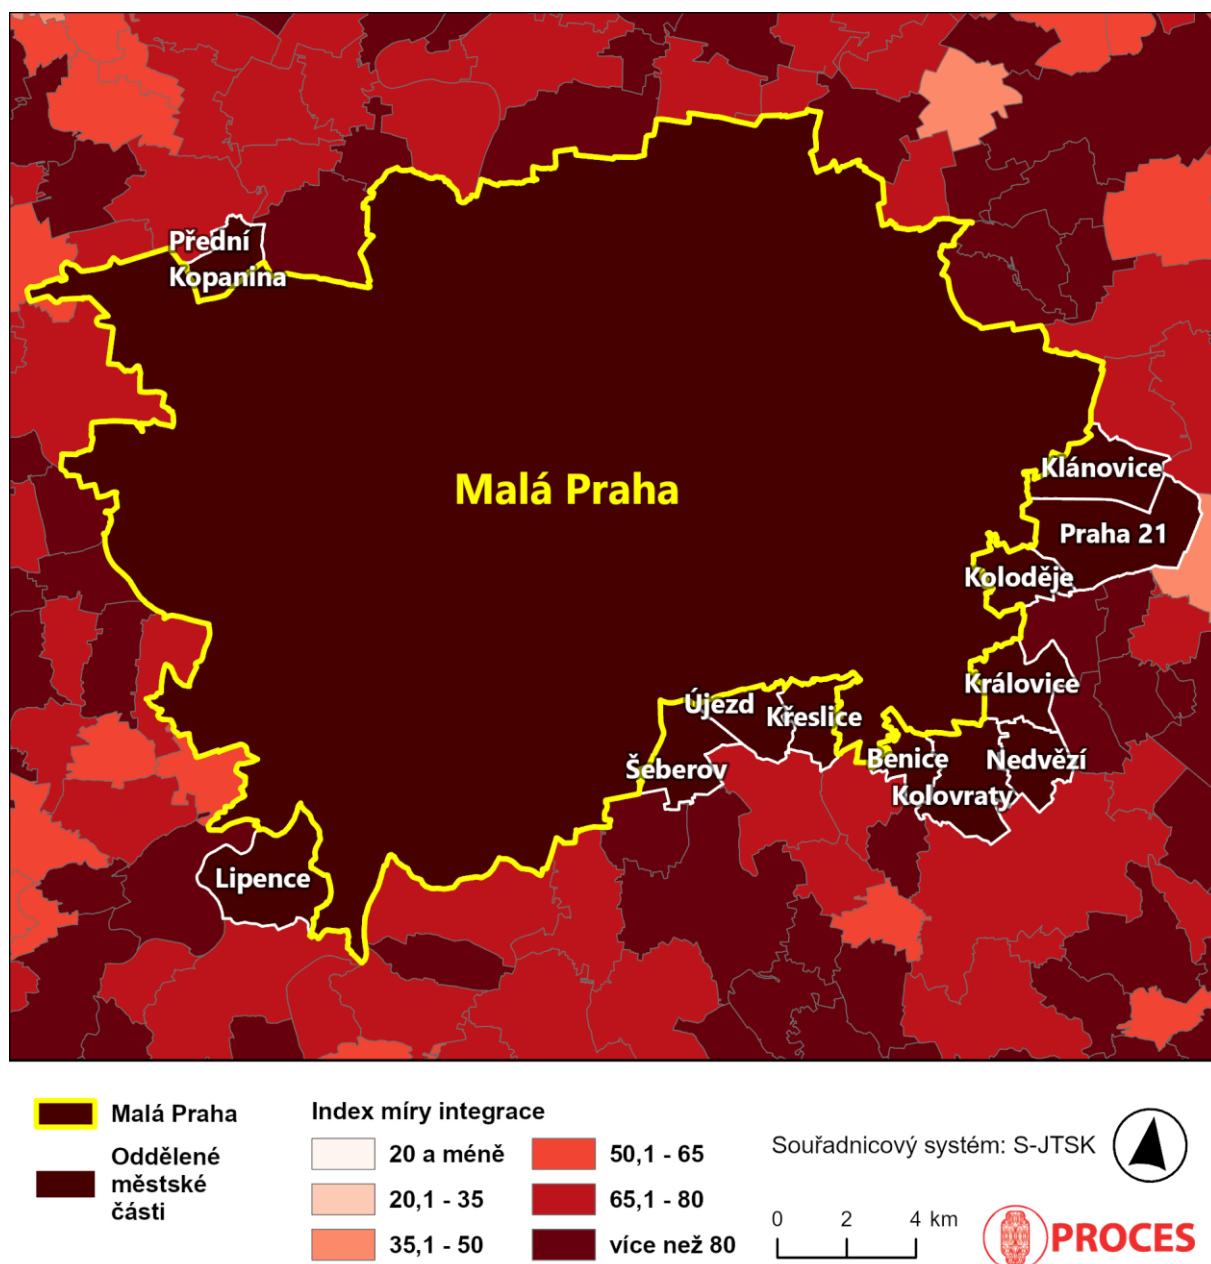 Přední
Kopanina
Malá Praha
Klánovice
Praha 21
Koloděje
Královice
Újezd
Křeslice
Šeberov
Benice
Nedvězí
Kolovraty
Lipence
Malá Praha
Oddělené
městské
části
Index míry integrace
20 a méně
20,1 - 35
35,1 - 50
50,1 - 65
65,1 - 80
více než 80
Souřadnicový systém: S-JTSK
0 2 4 km
PROCES